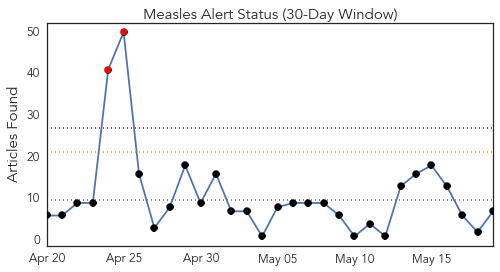 Measles Alert Status (30-Day Window)
Articles Found
50
40
30
20
10
0
Apr 20 Apr 25 Apr 30 May 05 May 10 May 15